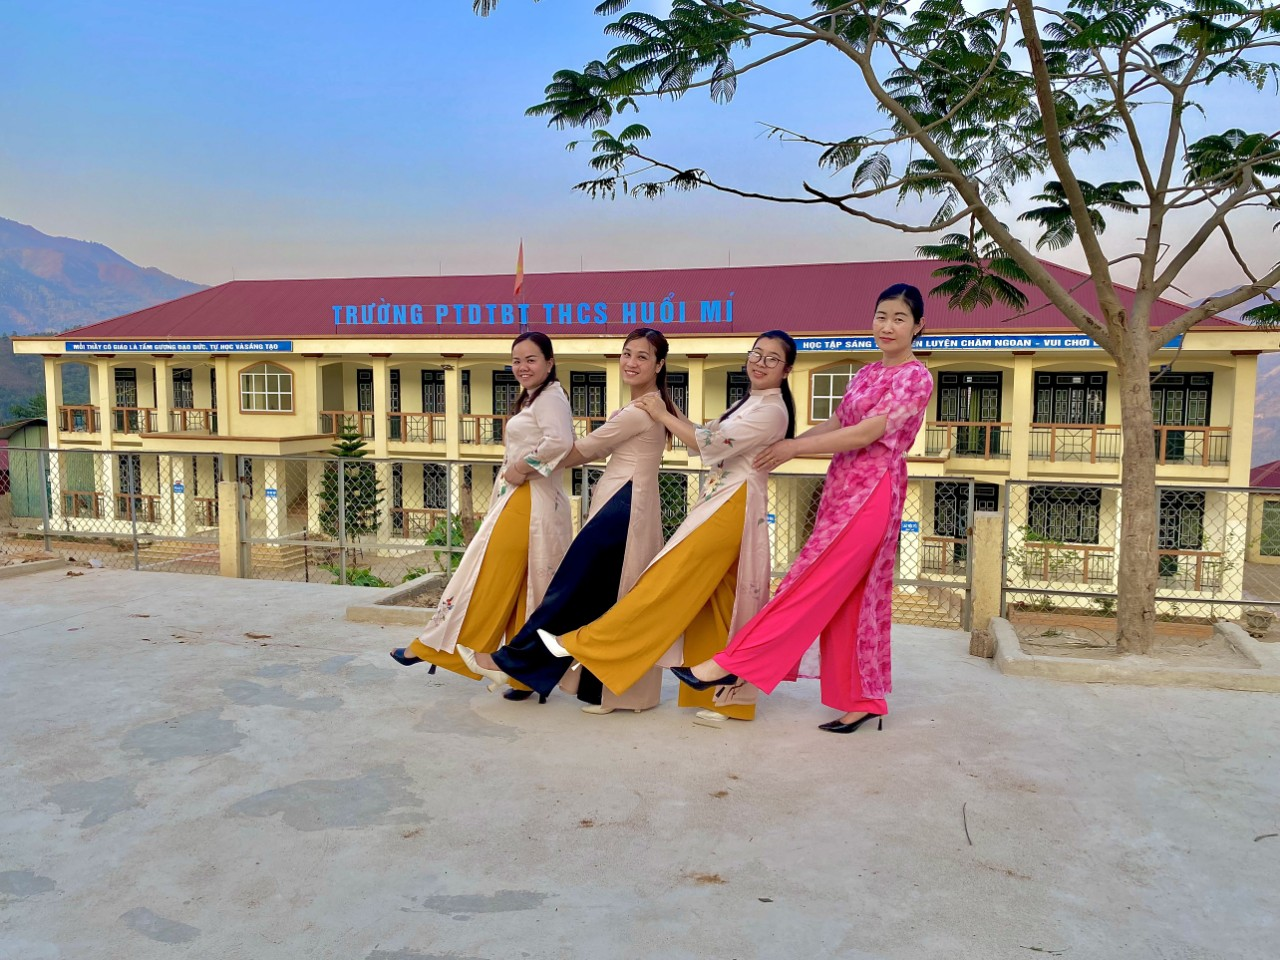 TRƯỜNG PTDTBT THCS HUỔI MÍ
MỖI THẦY CÔ GIÁO LÀ TẤM GƯƠNG ĐẠO ĐỨC, TỰ HỌC VÀ SÁNG TẠO
HỌC TẬP SÁNG LUYỆN CHĂM NGOAN - VUI CHƠI